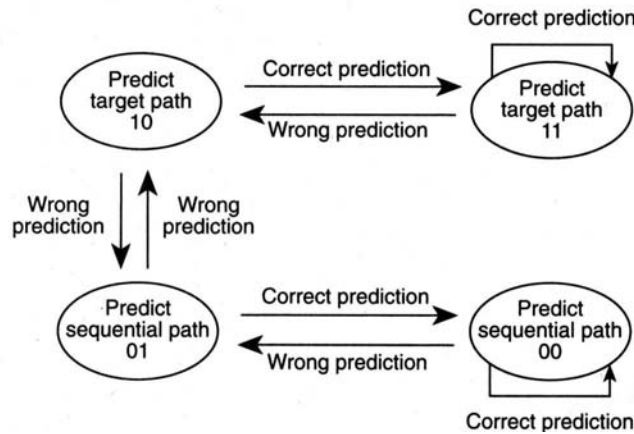 Correct prediction
Predict
target path
10
Correct prediction
Wrong prediction
Predict
target path
11
Wrong
prediction
Wrong
prediction
Predict
sequential path
01
Correct prediction
Wrong prediction
Predict
sequential path
00
Correct prediction